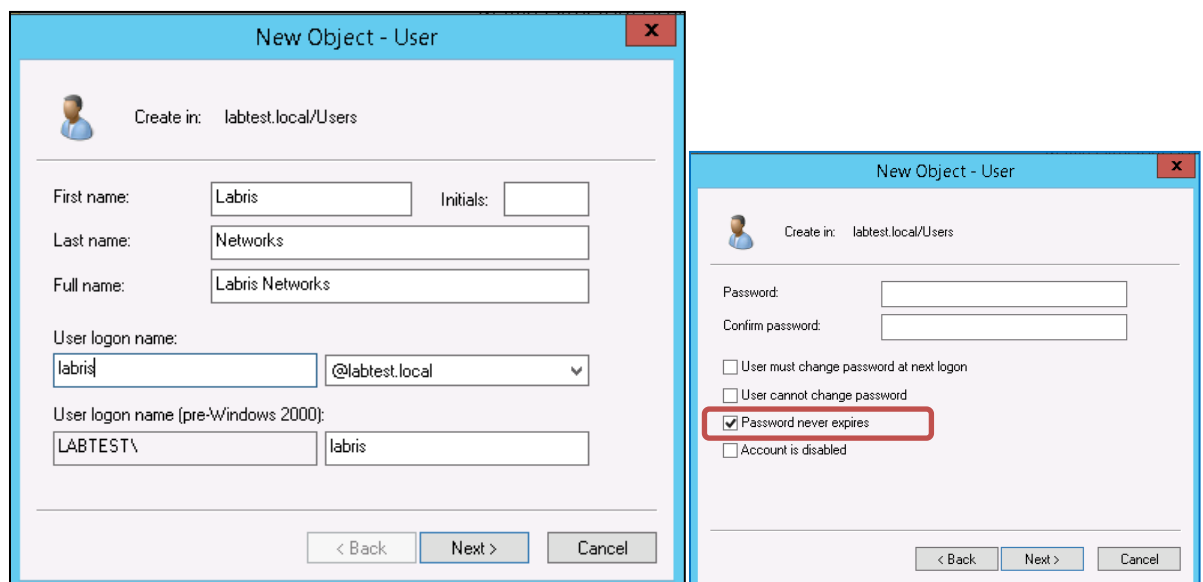 New Object - User
x
Create in: labtest.local/Users
First name: Labris Initials:
Last name: Networks
Full name: Labris Networks
User logon name:
labris @labtest.local
User logon name (pre-Windows 2000):
LABTEST\ labris
< Back Next > Cancel
New Object - User
x
Create in: labtest.local/Users
Password:
Confirm password:
User must change password at next logon
User cannot change password
Password never expires
Account is disabled
< Back Next > Cancel